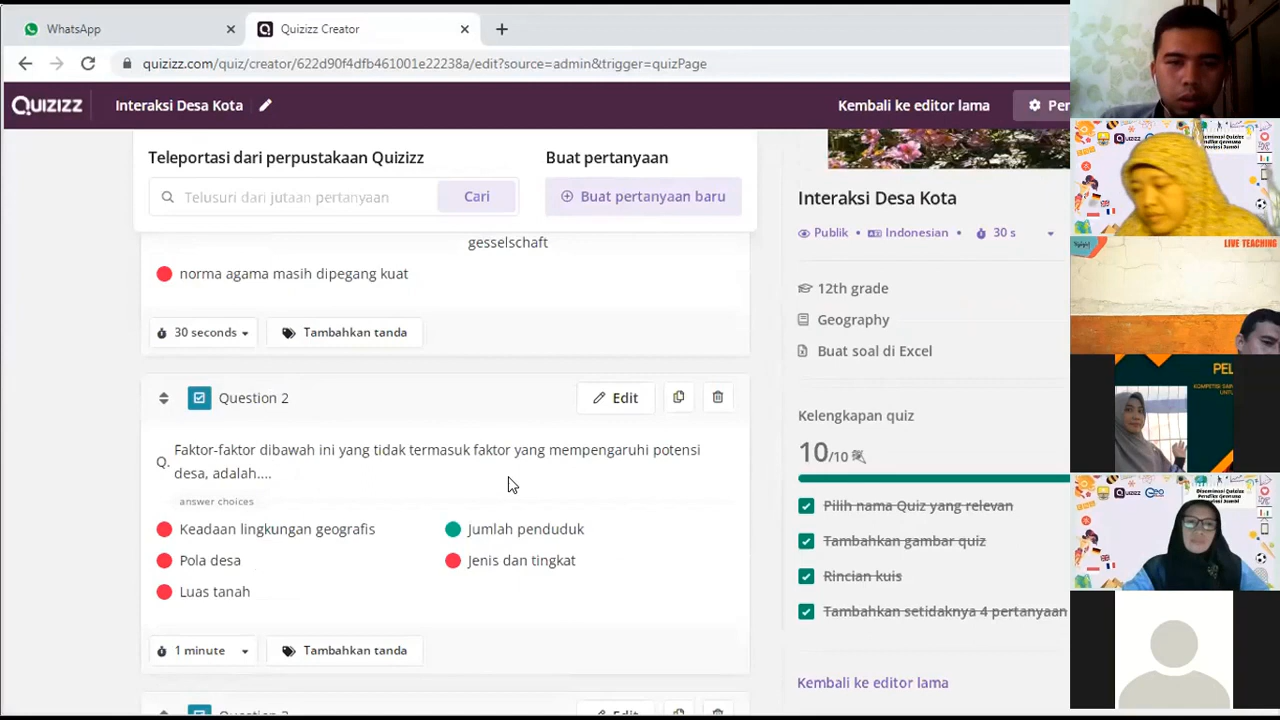 WhatsApp
Quizizz Creator
quizizz.com/quiz/creator/622d90f4dfb461001e22238a/edit?source=admin&trigger=quizPage
QUIZIZZ
Interaksi Desa Kota
Kembali ke editor lama
Per
Teleportasi dari perpustakaan Quizizz
Buat pertanyaan
Telusuri dari jutaan pertanyaan
Cari
Buat pertanyaan baru
gesselschaft
norma agama masih dipegang kuat
30 seconds
Tambahkan tanda
Question 2
Edit
Q.
Faktor-faktor dibawah ini yang tidak termasuk faktor yang mempengaruhi potensi
desa, adalah....
answer choices
Keadaan lingkungan geografis
Jumlah penduduk
Pola desa
Jenis dan tingkat
Luas tanah
1 minute
Tambahkan tanda
Interaksi Desa Kota
Publik • Indonesian • 30 s
12th grade
Geography
Buat soal di Excel
Kelengkapan quiz
10/10
Pilih nama Quiz yang relevan
Tambahkan gambar quiz
Rincian kuis
Tambahkan setidaknya 4 pertanyaan
Kembali ke editor lama
LIVE TEACHING
PEL